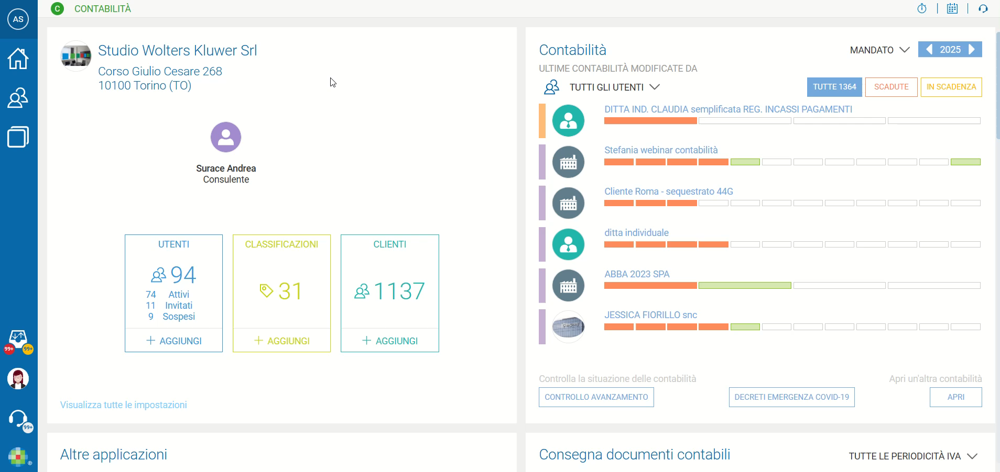 AS
C CONTABILITÀ
Studio Wolters Kluwer Srl
Corso Giulio Cesare 268
10100 Torino (TO)
Surace Andrea
Consulente
UTENTI
94
74 Attivi
11 Invitati
9 Sospesi
+ AGGIUNGI
CLASSIFICAZIONI
31
+ AGGIUNGI
CLIENTI
1137
+ AGGIUNGI
Visualizza tutte le impostazioni
Altre applicazioni
99+ 99+
99+
®
Contabilità
MANDATO
2025
ULTIME CONTABILITÀ MODIFICATE DA
TUTTI GLI UTENTI
TUTTE 1364
SCADUTE
IN SCADENZA
DITTA IND. CLAUDIA semplificata REG. INCASSI PAGAMENTI
Stefania webinar contabilità
Cliente Roma - sequestrato 44G
ditta individuale
ABBA 2023 SPA
JESSICA FIORILLO snc
Company
Controlla la situazione delle contabilità
Apri un'altra contabilità
CONTROLLO AVANZAMENTO
DECRETI EMERGENZA COVID-19
APRI
Consegna documenti contabili
TUTTE LE PERIODICITÀ IVA